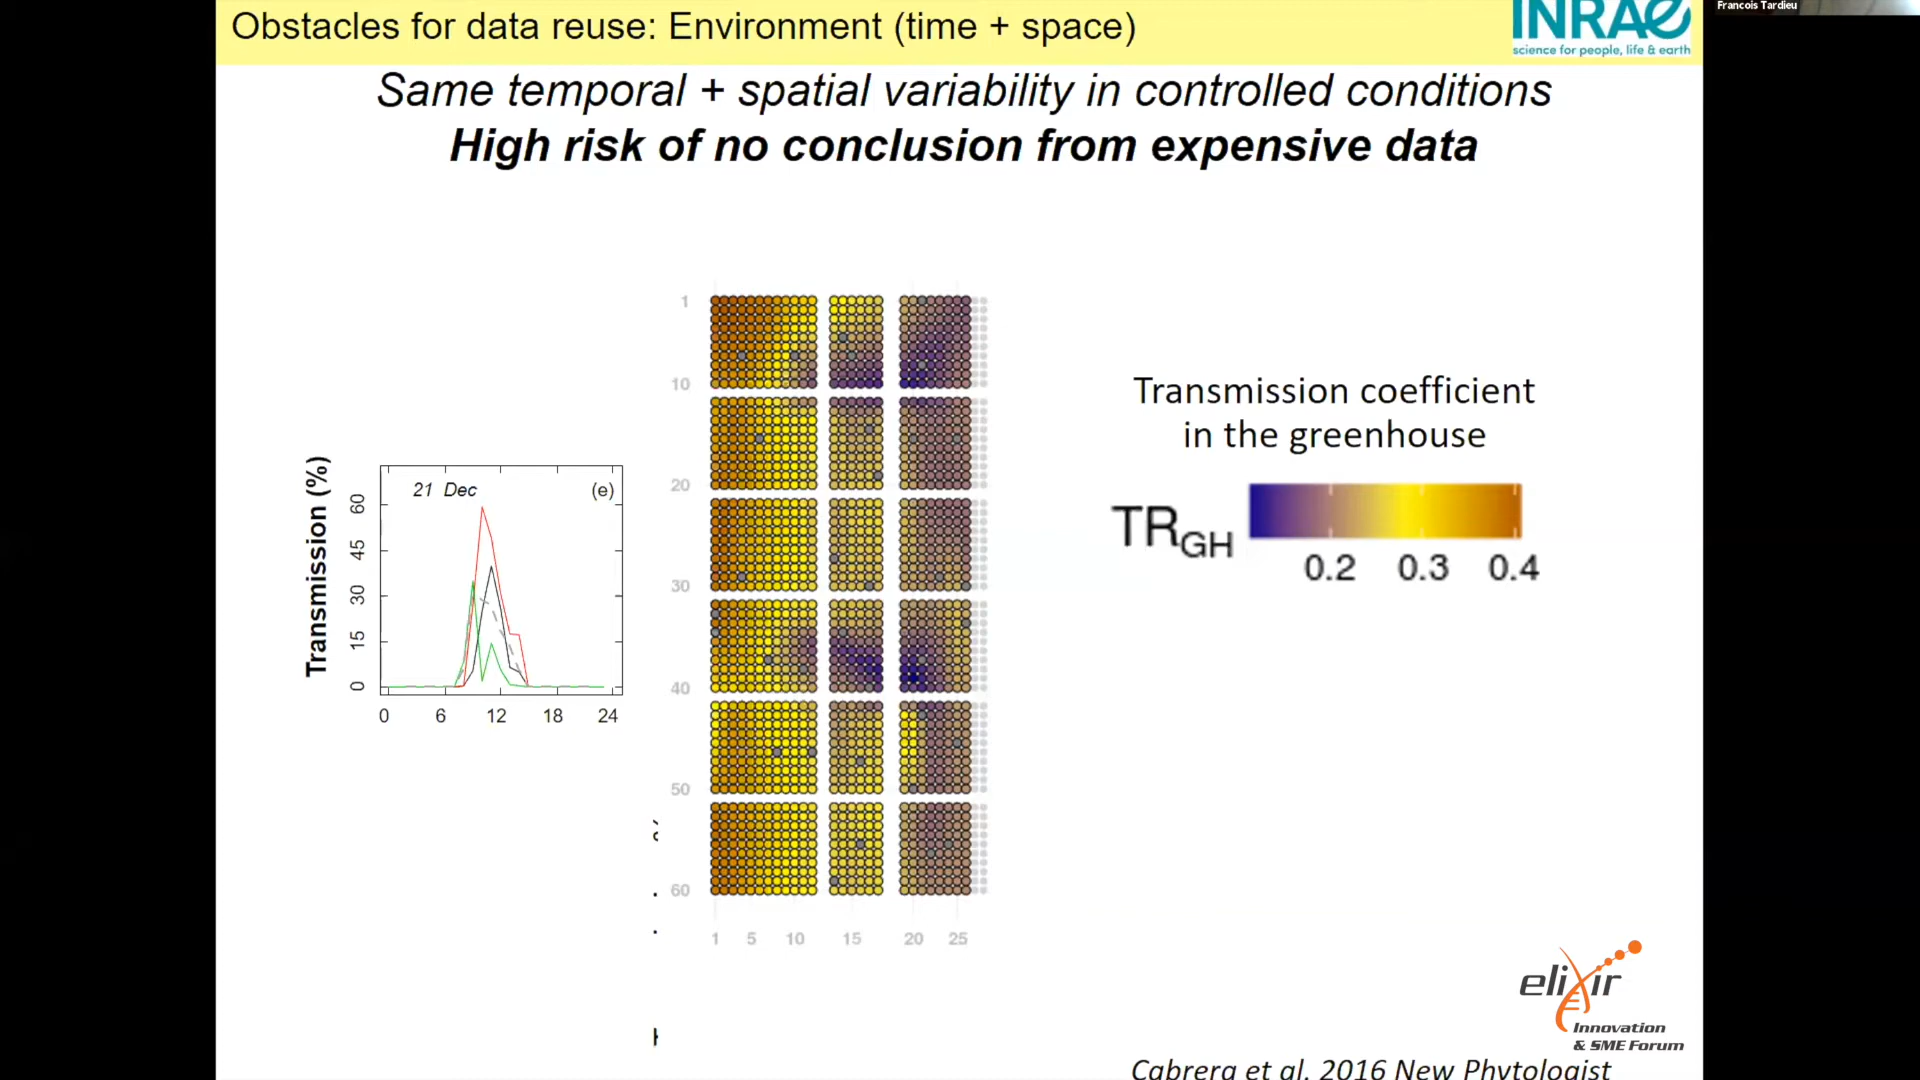 Francois Tardieu
Obstacles for data reuse: Environment (time + space)
INRAE
science for people, life & earth
Same temporal + spatial variability in controlled conditions
High risk of no conclusion from expensive data
Transmission (%)
60
45
30
15
0
21 Dec
(e)
0 6 12 18 24
1
10
20
30
40
50
60
1 5 10 15 20 25
Transmission coefficient
in the greenhouse
TRGH
0.2 0.3 0.4
elixir
Innovation
& SME Forum
Cabrera et al. 2016 New Phytologist